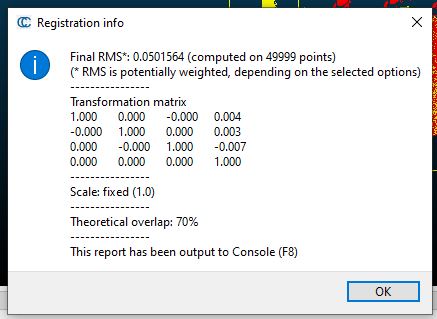 Registration info
Final RMS*: 0.0501564 (computed on 49999 points)
(* RMS is potentially weighted, depending on the selected options)
----------------
Transformation matrix
1.000 0.000 -0.000 0.004
-0.000 1.000 0.000 0.003
0.000 -0.000 1.000 -0.007
0.000 0.000 0.000 1.000
----------------
Scale: fixed (1.0)
----------------
Theoretical overlap: 70%
----------------
This report has been output to Console (F8)
OK